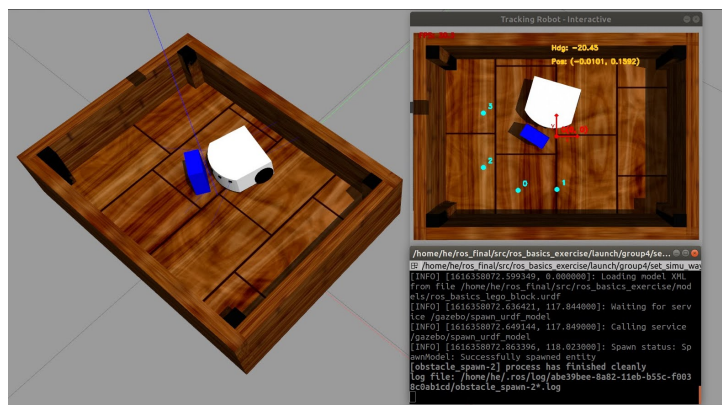 Tracking Robot - Interactive
Hdg: -20.45
Pos: (-0.0101, 0.1592)
3
2
0
1
/home/he/ros_final/src/ros_basics_exercise/launch/group4/se...
/home/he/ros_final/src/ros_basics_exercise/launch/group4/set_simu_way
[INFO] [1616358072.599349, 0.000000]: Loading model XML
from file /home/he/ros_final/src/ros_basics_exercise/mod
els/ros_basics_lego_block.urdf
[INFO] [1616358072.636421, 117.844000]: Waiting for serv
ice /gazebo/spawn_urdf_model
[INFO] [1616358072.649144, 117.849000]: Calling service
/gazebo/spawn_urdf_model
[INFO] [1616358072.863396, 118.023000]: Spawn status: Sp
awnModel: Successfully spawned entity
[obstacle_spawn-2] process has finished cleanly
log file: /home/he/.ros/log/abe39bee-8a82-11eb-b55c-f003
8c0ab1cd/obstacle_spawn-2*.log